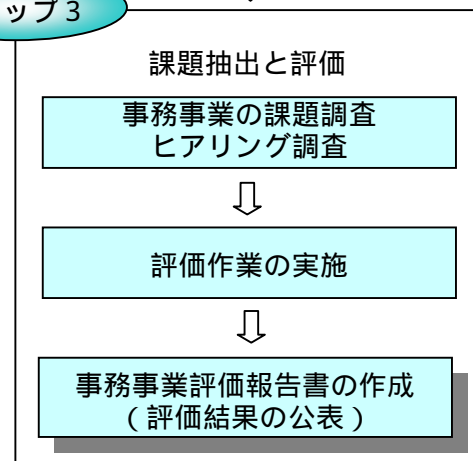 ップ３
課題抽出と評価
事務事業の課題調査
ヒアリング調査
評価作業の実施
事務事業評価報告書の作成
（評価結果の公表）